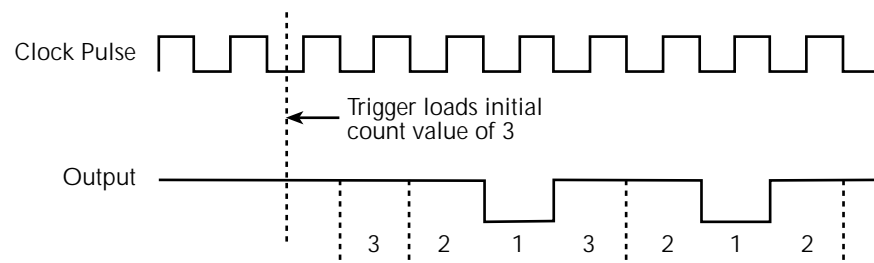 Clock Pulse
Trigger loads initial
count value of 3
Output
3 2 1 3 2 1 2